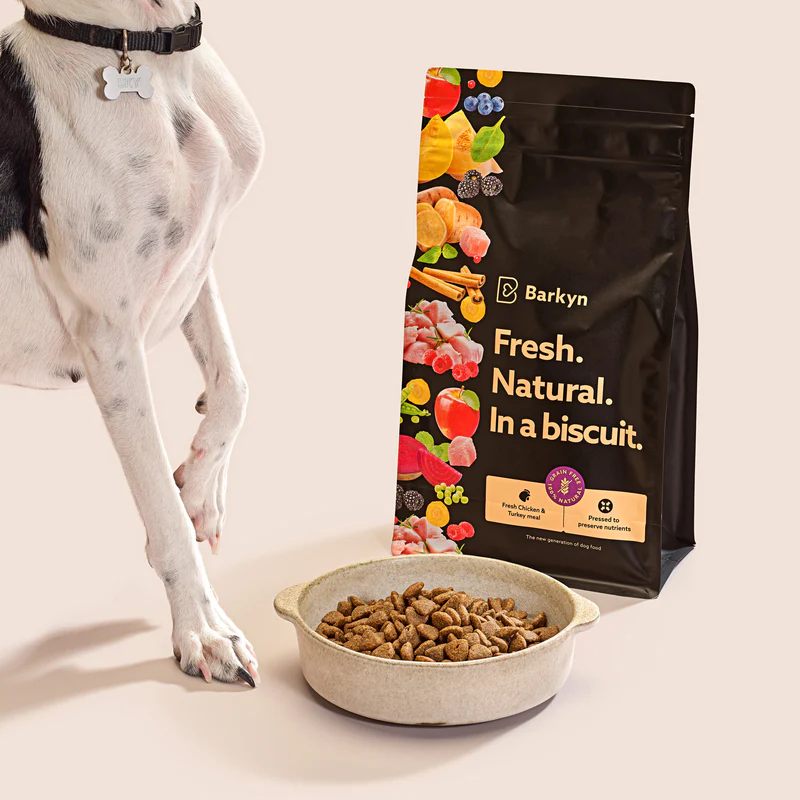 Barkyn
Fresh.
Natural.
In a biscuit.
GRAIN FREE
100% NATURAL
Fresh Chicken &
Turkey meal
Pressed to
preserve nutrients
The new generation of dog food